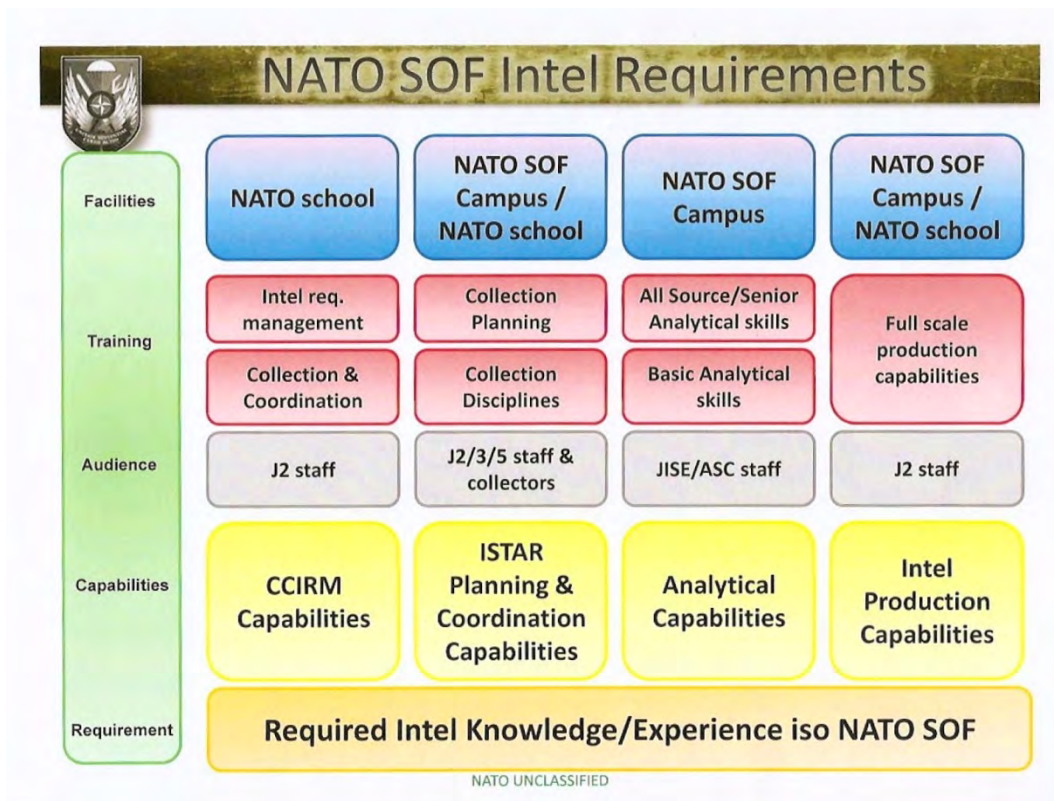 NATO SOF Intel Requirements
Facilities
NATO school
NATO SOF
Campus /
NATO school
NATO SOF
Campus
NATO SOF
Campus /
NATO school
Training
Intel req.
management
Collection
Planning
All Source/Senior
Analytical skills
Full scale
production
capabilities
Collection &
Coordination
Collection
Disciplines
Basic Analytical
skills
Audience
J2 staff
J2/3/5 staff &
collectors
JISE/ASC staff
J2 staff
Capabilities
CCIRM
Capabilities
ISTAR
Planning &
Coordination
Capabilities
Analytical
Capabilities
Intel
Production
Capabilities
Requirement
Required Intel Knowledge/Experience iso NATO SOF
NATO UNCLASSIFIED